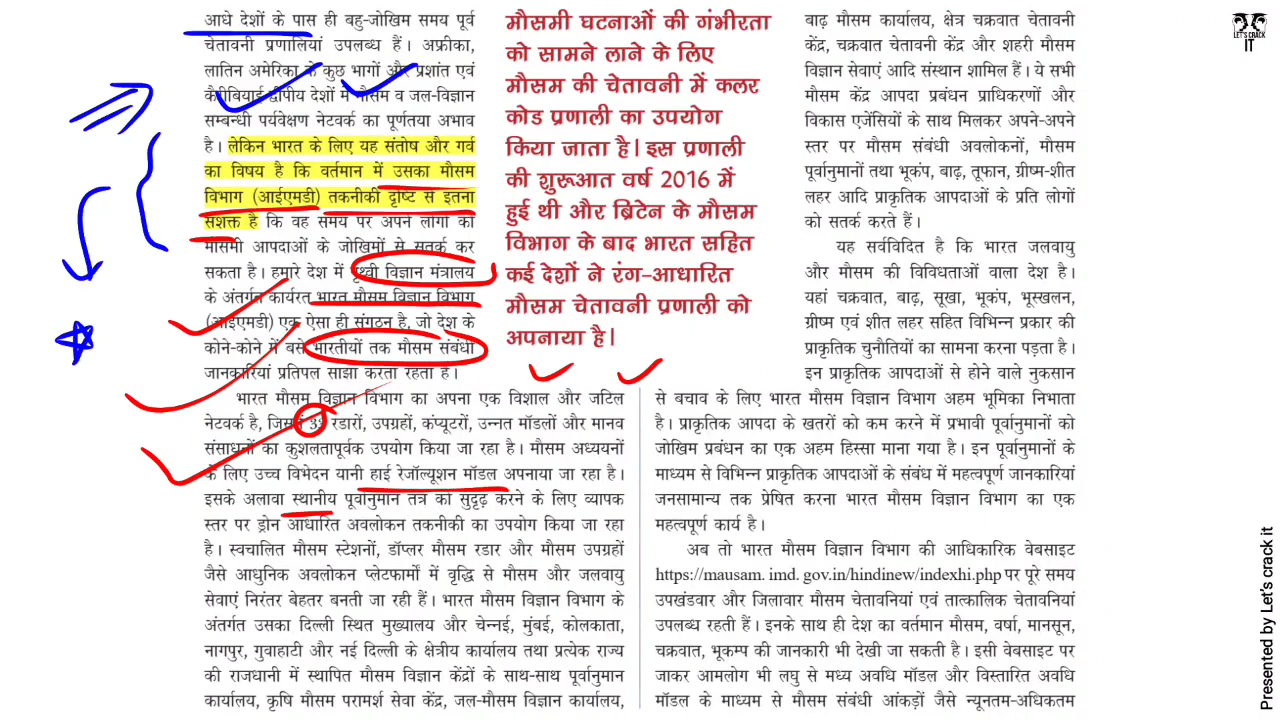 आधे देशों के पास ही बहु-जोखिम समय पूर्व
चेतावनी प्रणालियां उपलब्ध हैं। अफ्रीका,
लातिन अमेरिका के कुछ भागों और प्रशांत एवं
कैरीबियाई द्वीपीय देशों में मौसम व जल-विज्ञान
सम्बन्धी पर्यवेक्षण नेटवर्क का पूर्णतया अभाव
है। लेकिन भारत के लिए यह संतोष और गर्व
का विषय है कि वर्तमान में उसका मौसम
विभाग (आईएमडी) तकनीकी दृष्टि से इतना
सशक्त है कि वह समय पर अपने लोगों को
मौसमी आपदाओं के जोखिमों से सतर्क कर
सकता है। हमारे देश में पृथ्वी विज्ञान मंत्रालय
के अंतर्गत कार्यरत भारत मौसम विज्ञान विभाग
(आईएमडी) एक ऐसा ही संगठन है, जो देश के
कोने-कोने में बसे भारतीयों तक मौसम संबंधी
जानकारियां प्रतिपल साझा करता रहता है।
मौसमी घटनाओं की गंभीरता
को सामने लाने के लिए
मौसम की चेतावनी में कलर
कोड प्रणाली का उपयोग
किया जाता है। इस प्रणाली
की शुरूआत वर्ष 2016 में
हुई थी और ब्रिटेन के मौसम
विभाग के बाद भारत सहित
कई देशों ने रंग-आधारित
मौसम चेतावनी प्रणाली को
अपनाया है।
भारत मौसम विज्ञान विभाग का अपना एक विशाल और जटिल
नेटवर्क है, जिसमें रडारों, उपग्रहों, कंप्यूटरों, उन्नत मॉडलों और मानव
संसाधनों का कुशलतापूर्वक उपयोग किया जा रहा है। मौसम अध्ययनों
के लिए उच्च विभेदन यानी हाई रेजॉल्यूशन मॉडल अपनाया जा रहा है।
इसके अलावा स्थानीय पूर्वानुमान तंत्र को सुदृढ़ करने के लिए व्यापक
स्तर पर ड्रोन आधारित अवलोकन तकनीकी का उपयोग किया जा रहा
है। स्वचालित मौसम स्टेशनों, डॉप्लर मौसम रडार और मौसम उपग्रहों
जैसे आधुनिक अवलोकन प्लेटफार्मों में वृद्धि से मौसम और जलवायु
सेवाएं निरंतर बेहतर बनती जा रही हैं। भारत मौसम विज्ञान विभाग के
अंतर्गत उसका दिल्ली स्थित मुख्यालय और चेन्नई, मुंबई, कोलकाता,
नागपुर, गुवाहाटी और नई दिल्ली के क्षेत्रीय कार्यालय तथा प्रत्येक राज्य
की राजधानी में स्थापित मौसम विज्ञान केंद्रों के साथ-साथ पूर्वानुमान
कार्यालय, कृषि मौसम परामर्श सेवा केंद्र, जल-मौसम विज्ञान कार्यालय,
बाढ़ मौसम कार्यालय, क्षेत्र चक्रवात चेतावनी
केंद्र, चक्रवात चेतावनी केंद्र और शहरी मौसम
विज्ञान सेवाएं आदि संस्थान शामिल हैं। ये सभी
मौसम केंद्र आपदा प्रबंधन प्राधिकरणों और
विकास एजेंसियों के साथ मिलकर अपने-अपने
स्तर पर मौसम संबंधी अवलोकनों, मौसम
पूर्वानुमानों तथा भूकंप, बाढ़, तूफान, ग्रीष्म-शीत
लहर आदि प्राकृतिक आपदाओं के प्रति लोगों
को सतर्क करते हैं।
यह सर्वविदित है कि भारत जलवायु
और मौसम की विविधताओं वाला देश है।
यहां चक्रवात, बाढ़, सूखा, भूकंप, भूस्खलन,
ग्रीष्म एवं शीत लहर सहित विभिन्न प्रकार की
प्राकृतिक चुनौतियों का सामना करना पड़ता है।
इन प्राकृतिक आपदाओं से होने वाले नुकसान
से बचाव के लिए भारत मौसम विज्ञान विभाग अहम भूमिका निभाता
है। प्राकृतिक आपदा के खतरों को कम करने में प्रभावी पूर्वानुमानों को
जोखिम प्रबंधन का एक अहम हिस्सा माना गया है। इन पूर्वानुमानों के
माध्यम से विभिन्न प्राकृतिक आपदाओं के संबंध में महत्वपूर्ण जानकारियां
जनसामान्य तक प्रेषित करना भारत मौसम विज्ञान विभाग का एक
महत्वपूर्ण कार्य है।
अब तो भारत मौसम विज्ञान विभाग की आधिकारिक वेबसाइट
https://mausam. imd. gov.in/hindinew/indexhi.php पर पूरे समय
उपखंडवार और जिलावार मौसम चेतावनियां एवं तात्कालिक चेतावनियां
उपलब्ध रहती हैं। इनके साथ ही देश का वर्तमान मौसम, वर्षा, मानसून,
चक्रवात, भूकम्प की जानकारी भी देखी जा सकती है। इसी वेबसाइट पर
जाकर आमलोग भी लघु से मध्य अवधि मॉडल और विस्तारित अवधि
मॉडल के माध्यम से मौसम संबंधी आंकड़ों जैसे न्यूनतम-अधिकतम
LET'S CRACK
IT
Presented by Let's crack it